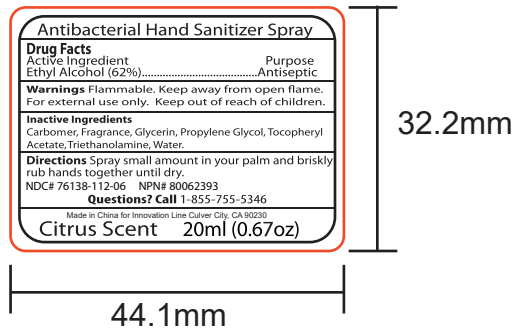 Antibacterial Hand Sanitizer Spray
Drug Facts
Active Ingredient Purpose
Ethyl Alcohol (62%)......................................Antiseptic
Warnings Flammable. Keep away from open flame.
For external use only. Keep out of reach of children.
Inactive Ingredients
Carbomer, Fragrance, Glycerin, Propylene Glycol, Tocopheryl
Acetate, Triethanolamine, Water.
Directions Spray small amount in your palm and briskly
rub hands together until dry.
NDC# 76138-112-06 NPN# 80062393
Questions? Call 1-855-755-5346
Made in China for Innovation Line Culver City, CA 90230
Citrus Scent 20ml (0.67oz)
32.2mm
44.1mm